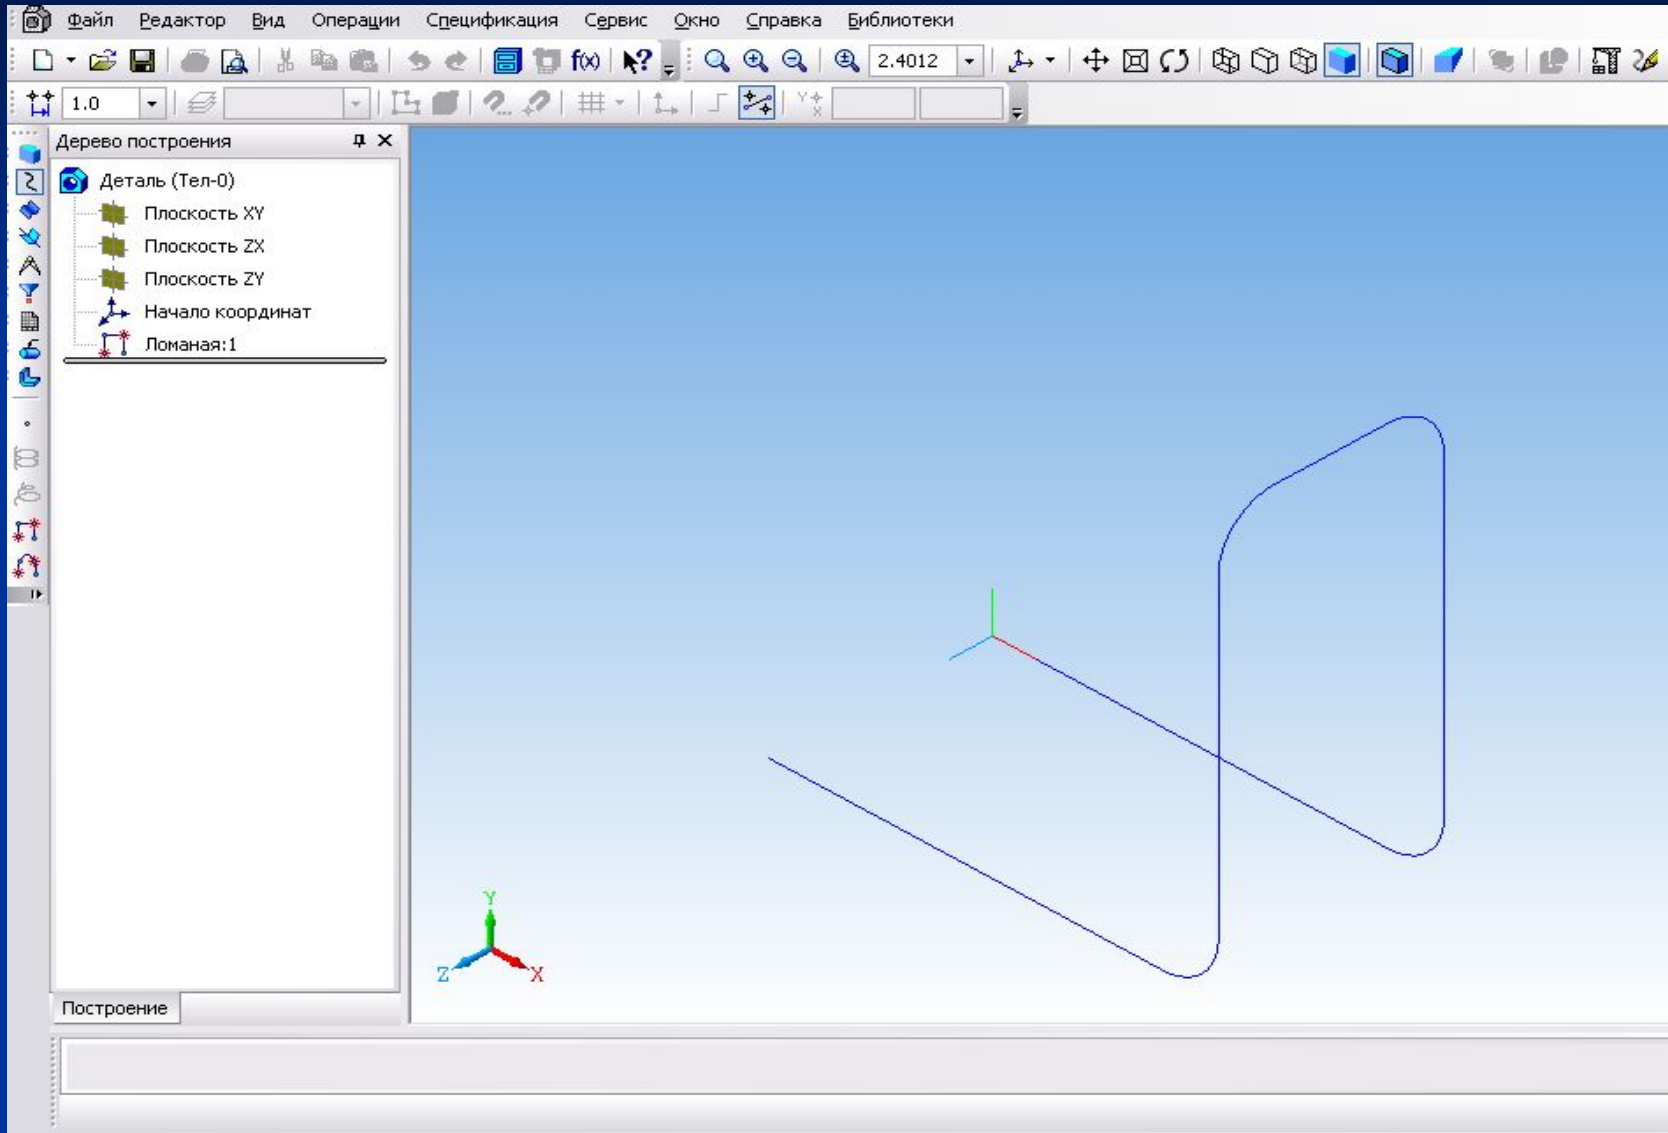 Файл Редактор Вид Операции Спецификация Сервис Окно Справка Библиотеки
f(x) 2.4012
1.0
Дерево построения
Деталь (Тел-0)
Плоскость XY
Плоскость ZX
Плоскость ZY
Начало координат
Ломаная:1
Y
Z X
Построение